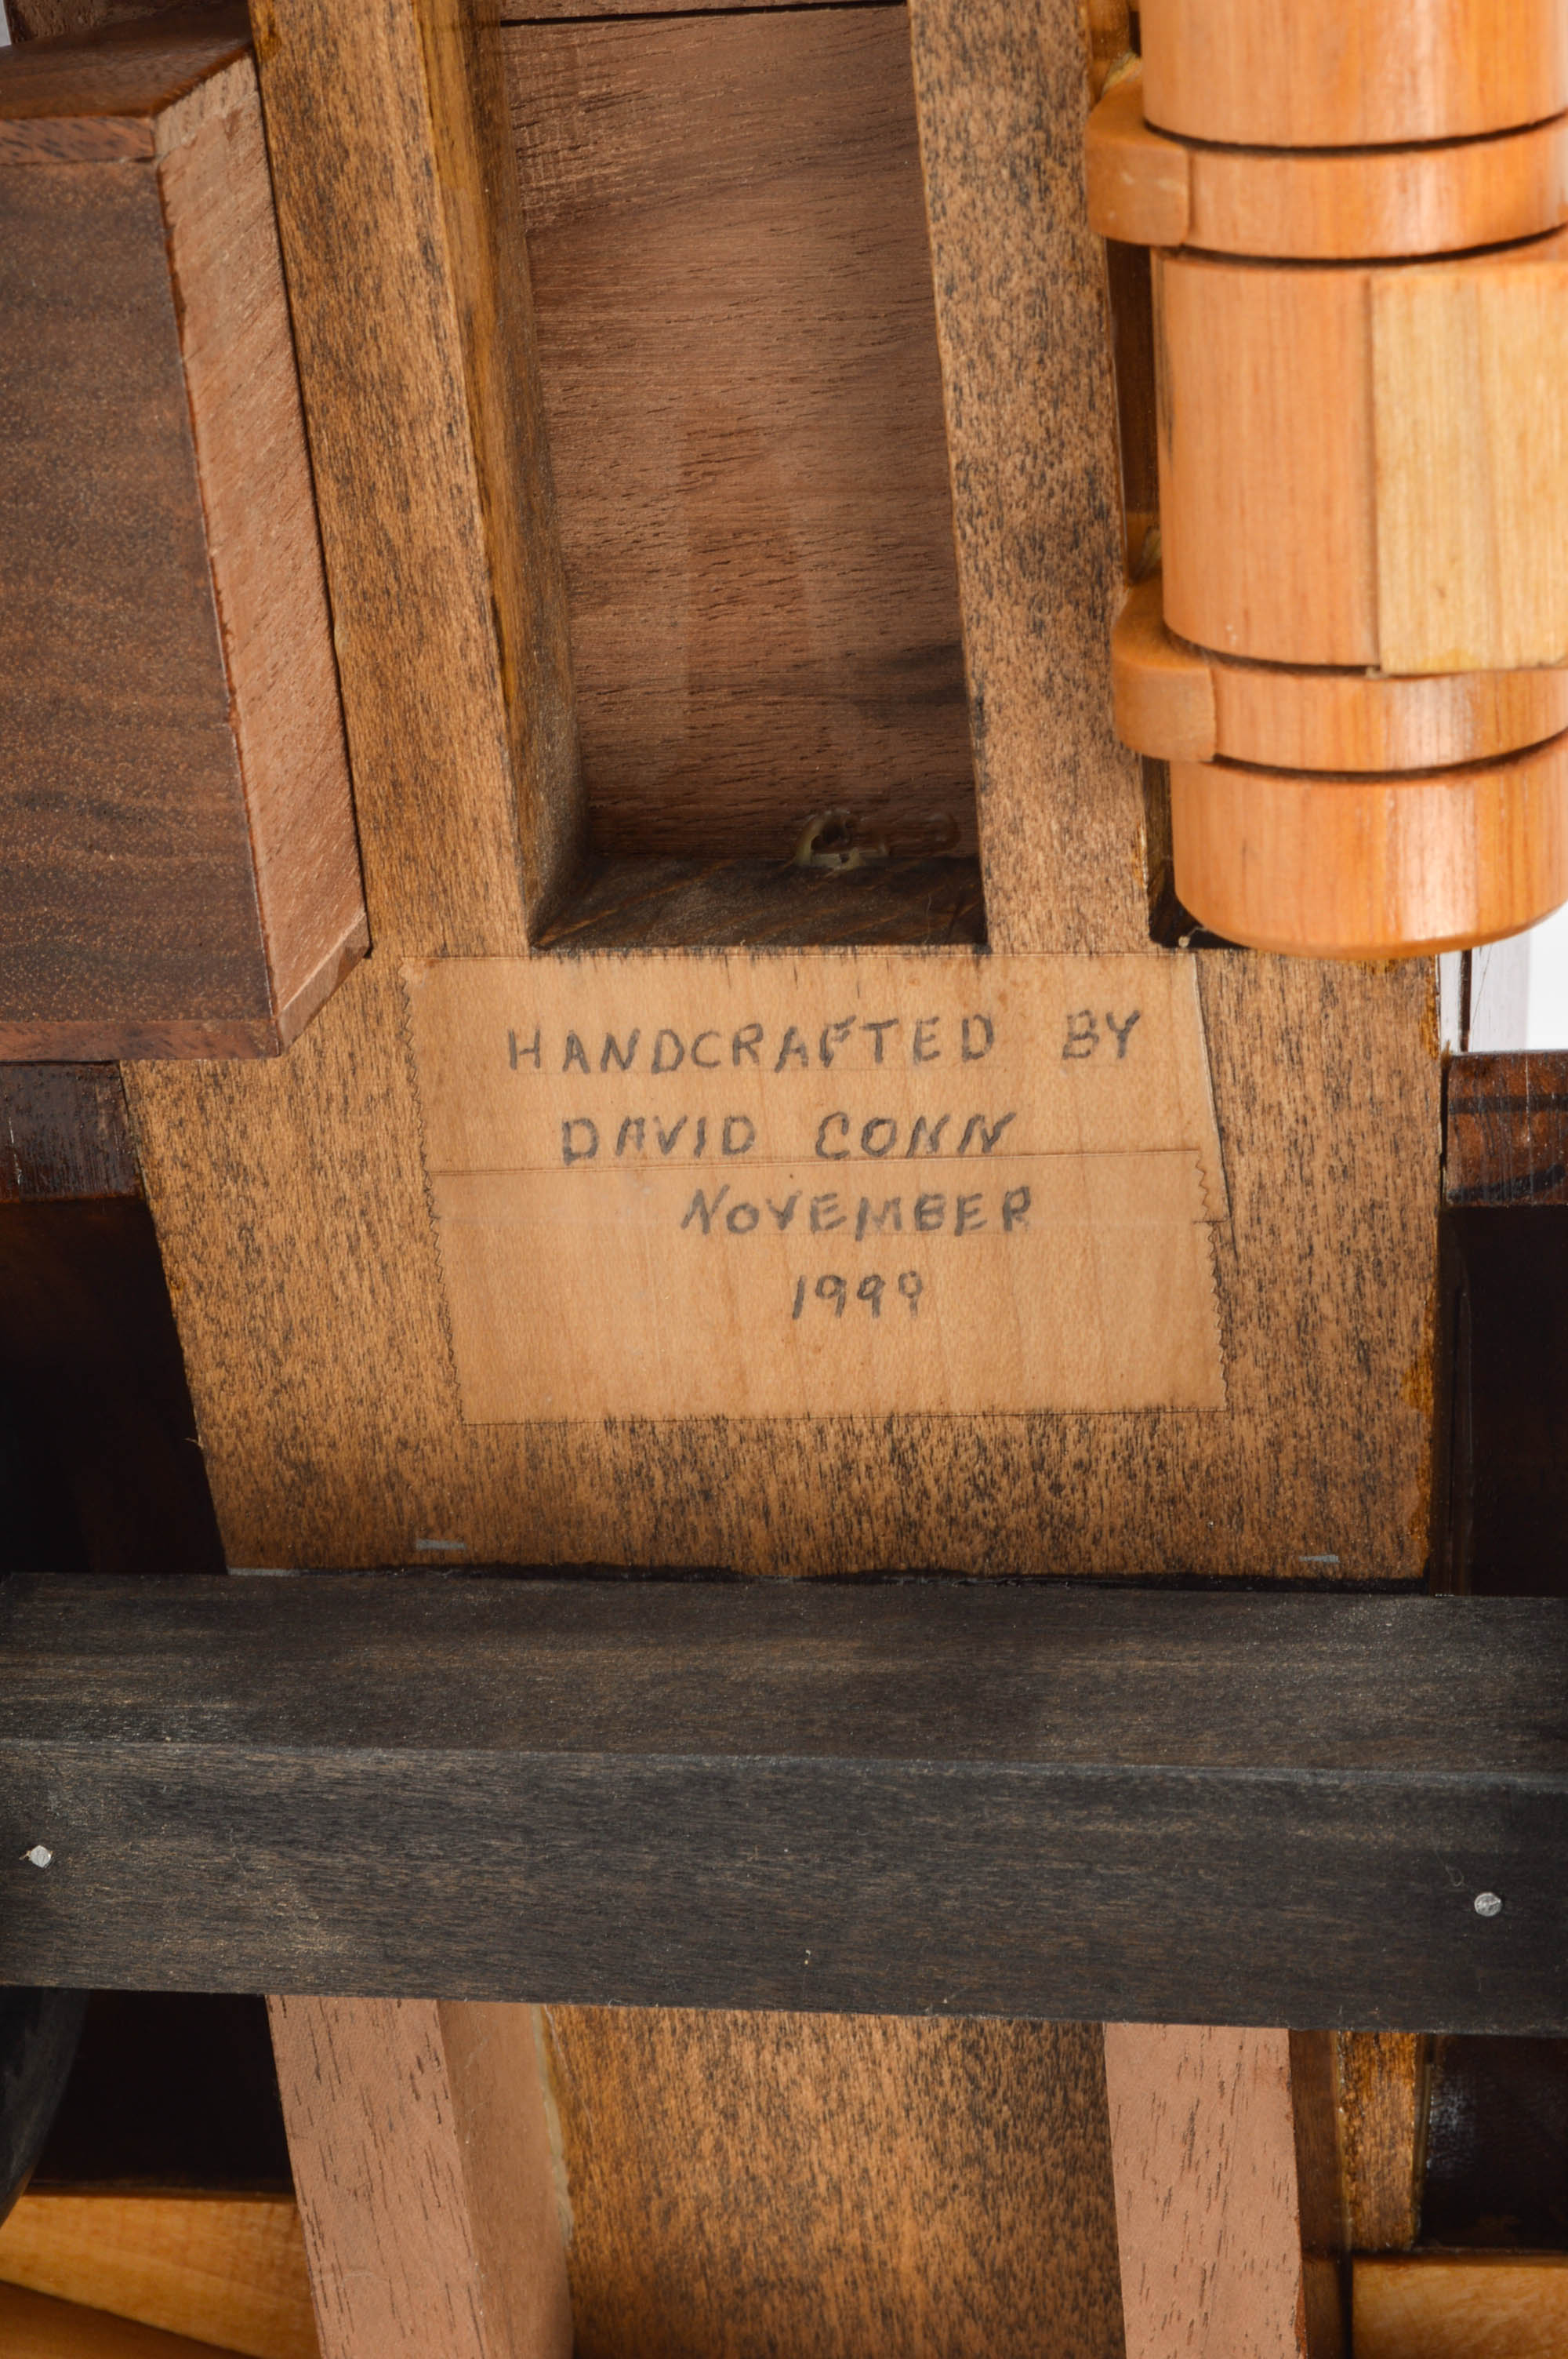 HANDCRAFTED BY
DAVID CONN
NOVEMBER
1999